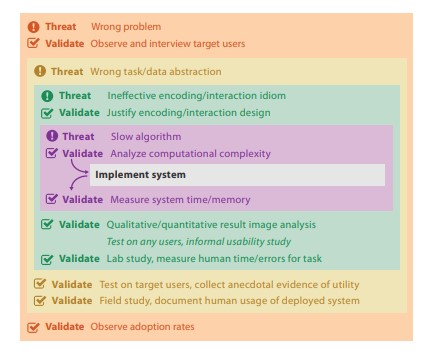 Threat Wrong problem
Validate Observe and interview target users
Threat Wrong task/data abstraction
Threat Ineffective encoding/interaction idiom
Validate Justify encoding/interaction design
Threat Slow algorithm
Validate Analyze computational complexity
Implement system
Validate Measure system time/memory
Validate Qualitative/quantitative result image analysis
Test on any users, informal usability study
Validate Lab study, measure human time/errors for task
Validate Test on target users, collect anecdotal evidence of utility
Validate Field study, document human usage of deployed system
Validate Observe adoption rates